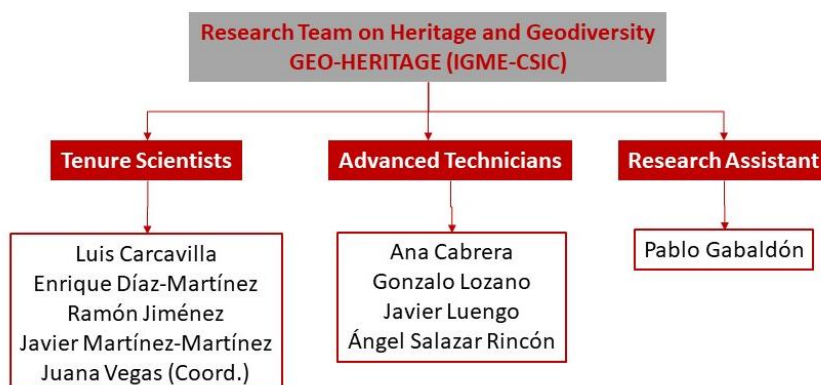 Research Team on Heritage and Geodiversity
GEO-HERITAGE (IGME-CSIC)
Tenure Scientists
Advanced Technicians
Research Assistant
Luis Carcavilla
Enrique Díaz-Martínez
Ramón Jiménez
Javier Martínez-Martínez
Juana Vegas (Coord.)
Ana Cabrera
Gonzalo Lozano
Javier Luengo
Ángel Salazar Rincón
Pablo Gabaldón